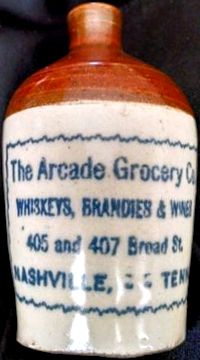 The Arcade Grocery Co
WHISKEYS, BRANDIES & WINES
405 and 407 Broad St.
NASHVILLE, TENN